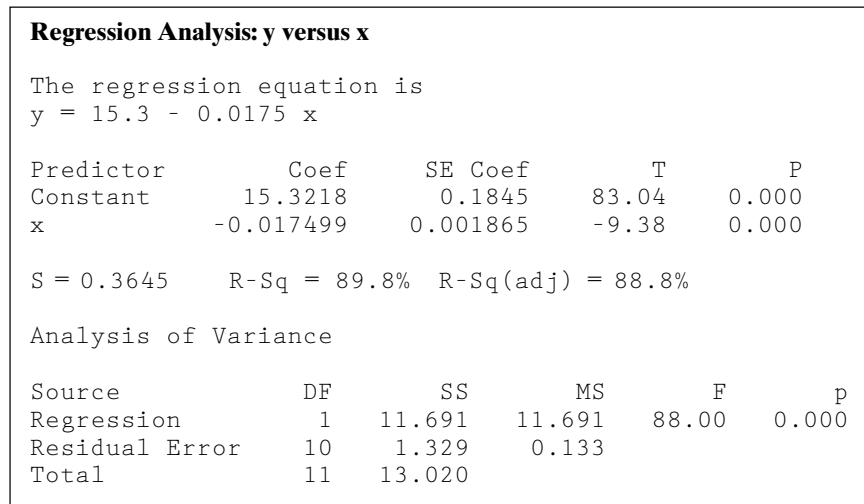 Regression Analysis: y versus x
The regression equation is
y = 15.3 - 0.0175 x
Predictor Coef SE Coef T P
Constant 15.3218 0.1845 83.04 0.000
x -0.017499 0.001865 -9.38 0.000
S = 0.3645 R-Sq = 89.8% R-Sq(adj) = 88.8%
Analysis of Variance
Source DF SS MS F p
Regression 1 11.691 11.691 88.00 0.000
Residual Error 10 1.329 0.133
Total 11 13.020